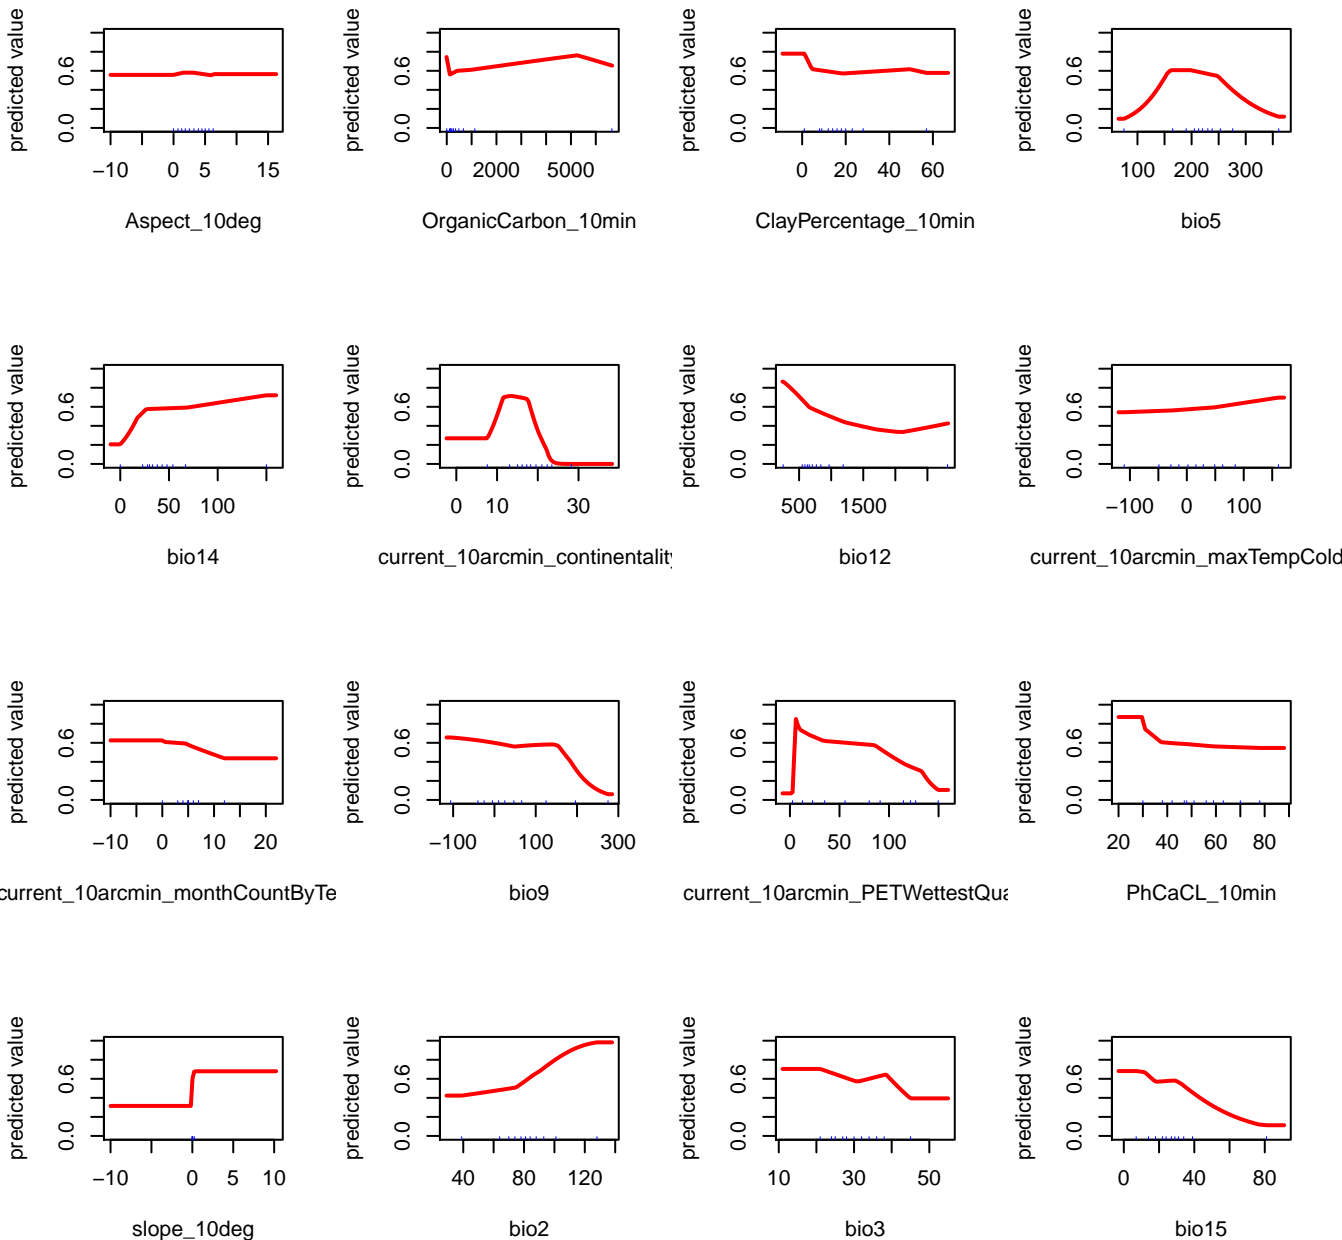 predicted value predicted value predicted value predicted value
0.0 0.6 0.0 0.6 0.0 0.6 0.0 0.6
−10 0 5 15 0 2000 5000 0 20 40 60 100 200 300
Aspect_10deg OrganicCarbon_10min ClayPercentage_10min bio5
predicted value predicted value predicted value predicted value
0.0 0.6 0.0 0.6 0.0 0.6 0.0 0.6
0 50 100 0 10 30 500 1500 −100 0 100
bio14 current_10arcmin_continentality bio12 current_10arcmin_maxTempCold
predicted value predicted value predicted value predicted value
0.0 0.6 0.0 0.6 0.0 0.6 0.0 0.6
−10 0 10 20 −100 100 300 0 50 100 20 40 60 80
current_10arcmin_monthCountByTe bio9 current_10arcmin_PETWettestQua PhCaCL_10min
predicted value predicted value predicted value predicted value
0.0 0.6 0.0 0.6 0.0 0.6 0.0 0.6
−10 0 5 10 40 80 120 10 30 50 0 40 80
slope_10deg bio2 bio3 bio15